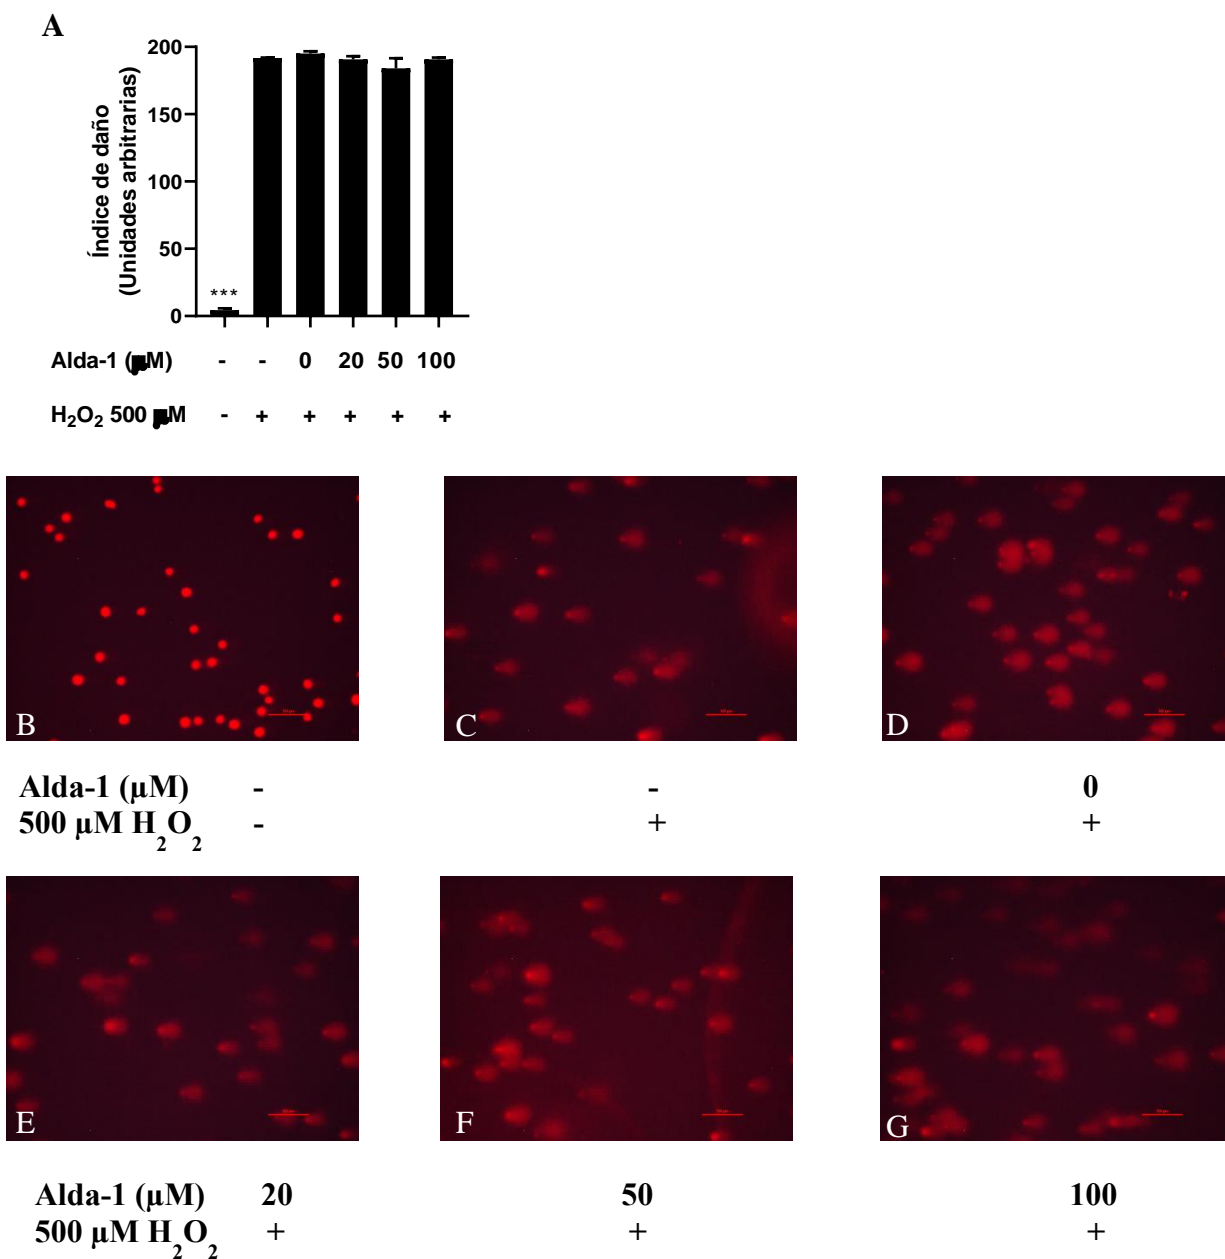 A
Índice de daño
(Unidades arbitrarias)
200
150
100
50
0
***
Alda-1 (μM) - - 0 20 50 100
H₂O₂ 500 μM - + + + + +
B
C
D
Alda-1 (μM) - - 0
500 μM H₂O₂ - + +
E
F
G
Alda-1 (μM) 20 50 100
500 μM H₂O₂ + + +